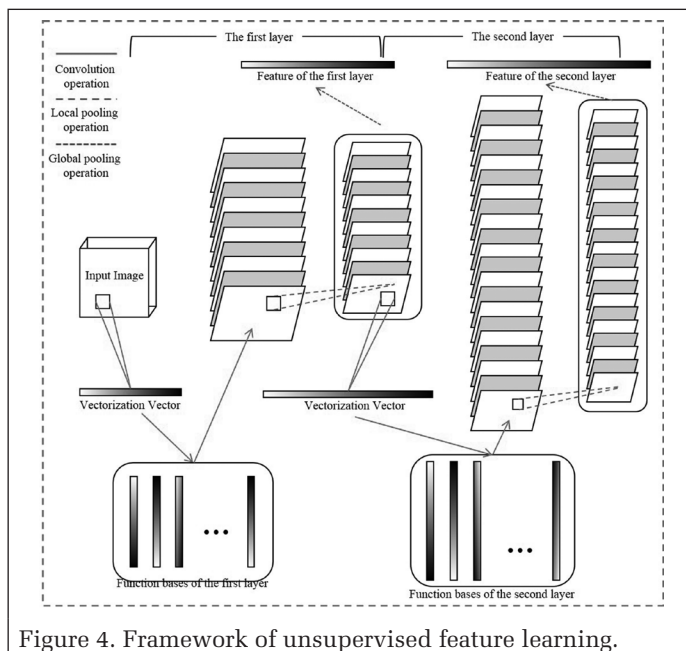 The first layer
The second layer
Convolution
operation
Local pooling
operation
Global pooling
operation
Feature of the first layer
Feature of the second layer
Input Image
Vectorization Vector
Vectorization Vector
...
Function bases of the first layer
...
Function bases of the second layer
Figure 4. Framework of unsupervised feature learning.